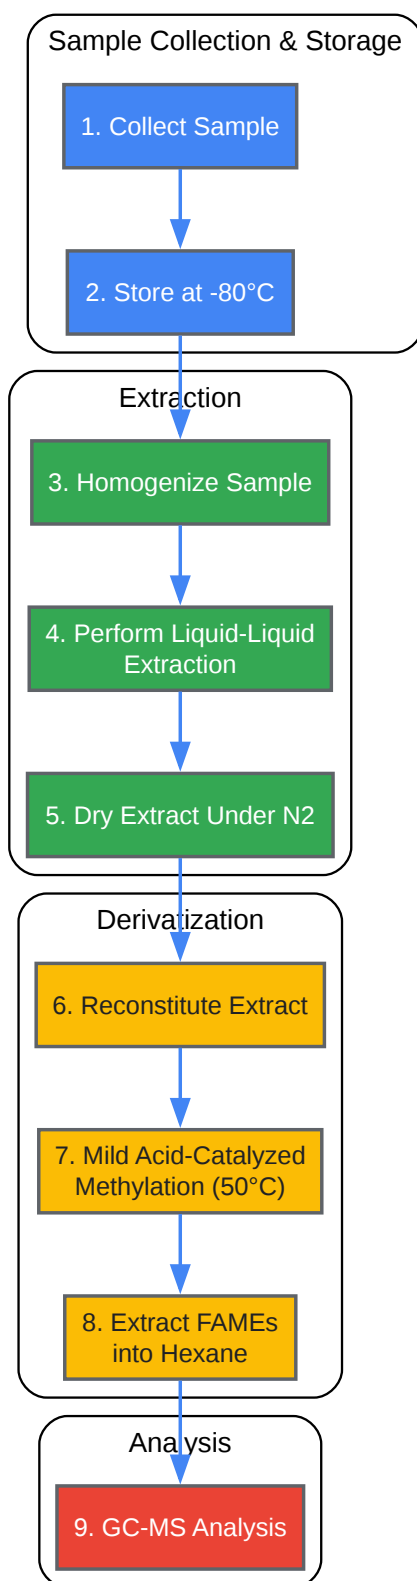 Sample Collection & Storage
1. Collect Sample
2. Store at -80°C
Extraction
3. Homogenize Sample
4. Perform Liquid-Liquid
Extraction
5. Dry Extract Under N2
Derivatization
6. Reconstitute Extract
7. Mild Acid-Catalyzed
Methylation (50°C)
8. Extract FAMEs
into Hexane
Analysis
9. GC-MS Analysis